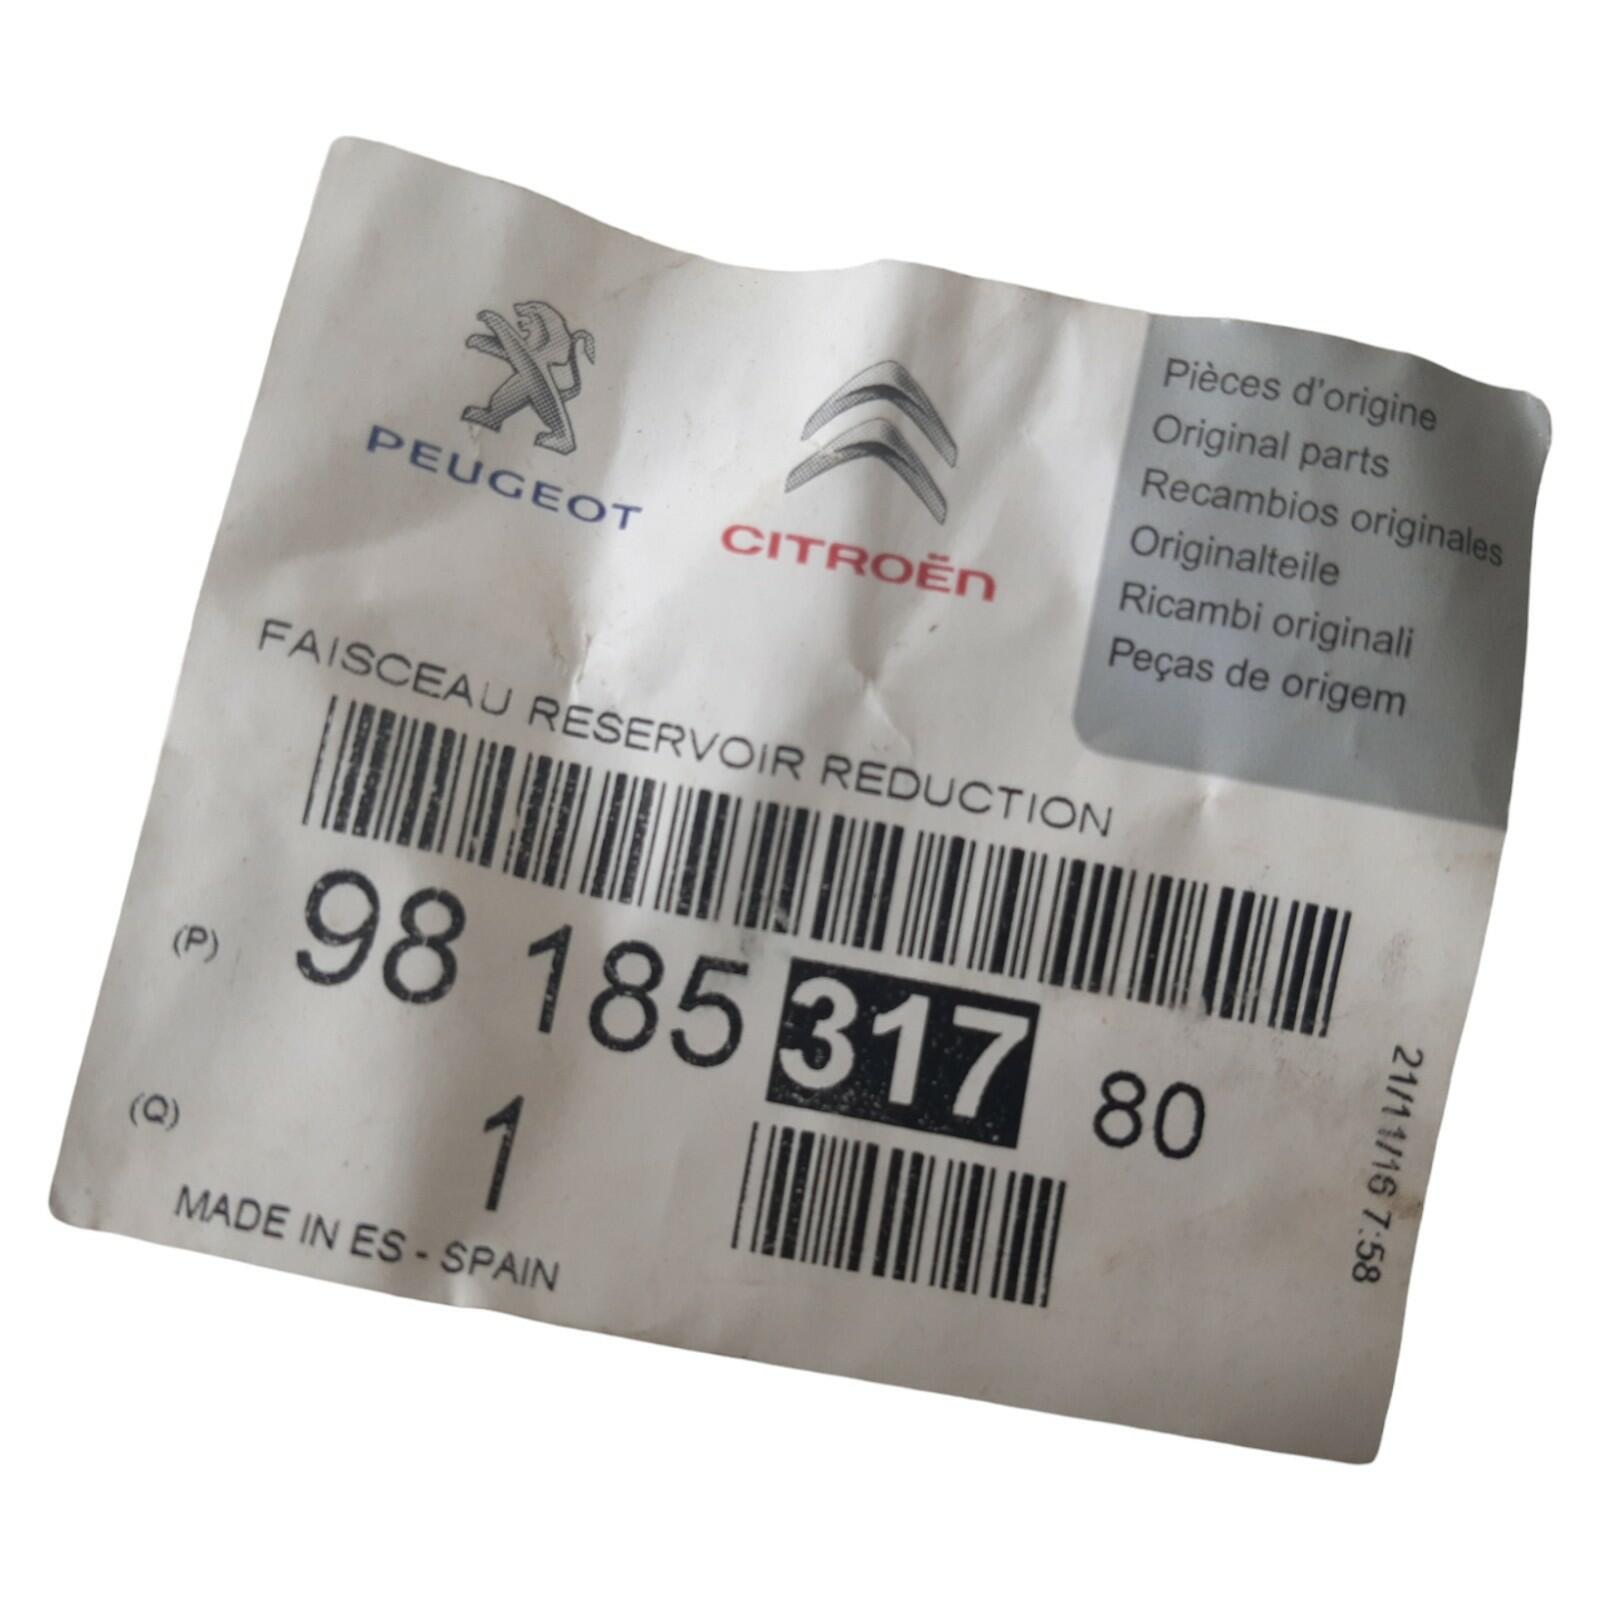 PEUGEOT
CITROËN
Pièces d'origine
Original parts
Recambios originales
Originalteile
Ricambi originali
Peças de origem
FAISCEAU RESERVOIR REDUCTION
(P) 98 185 317 80
(Q) 1
MADE IN ES - SPAIN
21/11/16 7:58